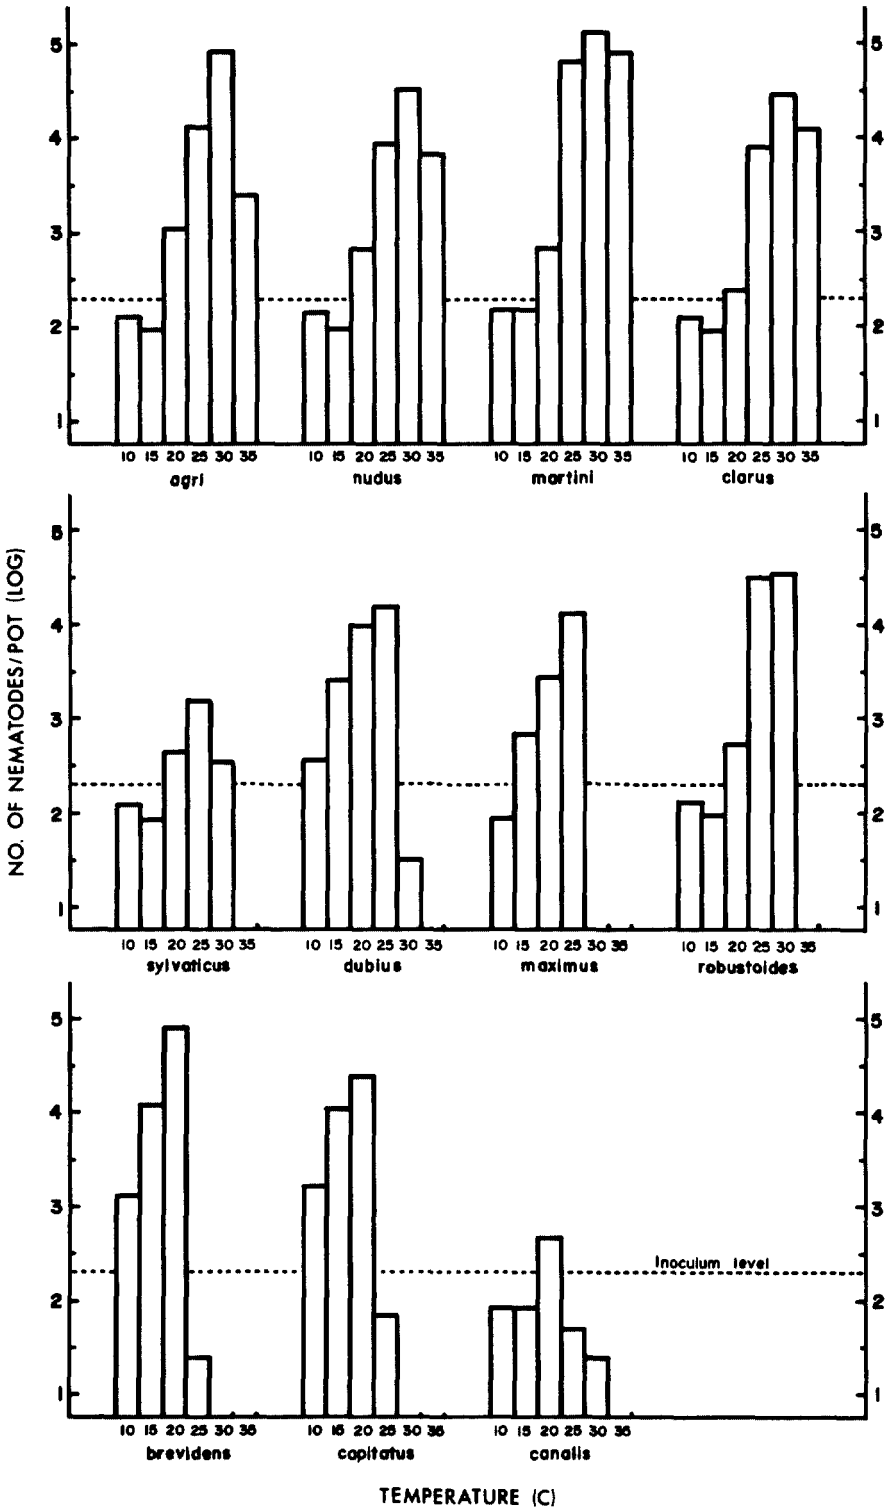 5 5
4 4
3 3
2 2
1 1
10 15 20 25 30 35 10 15 20 25 30 35 10 15 20 25 30 35 10 15 20 25 30 35
agri nudus martini clarus
NO. OF NEMATODES/POT (LOG)
5 5
4 4
3 3
2 2
1 1
10 15 20 25 30 35 10 15 20 25 30 35 10 15 20 25 30 35 10 15 20 25 30 35
sylvaticus dubius maximus robustoides
5 5
4 4
3 3
Inoculum level
2 2
1 1
10 15 20 25 30 35 10 15 20 25 30 35 10 15 20 25 30 35
brevidens capitatus canalis
TEMPERATURE (C)